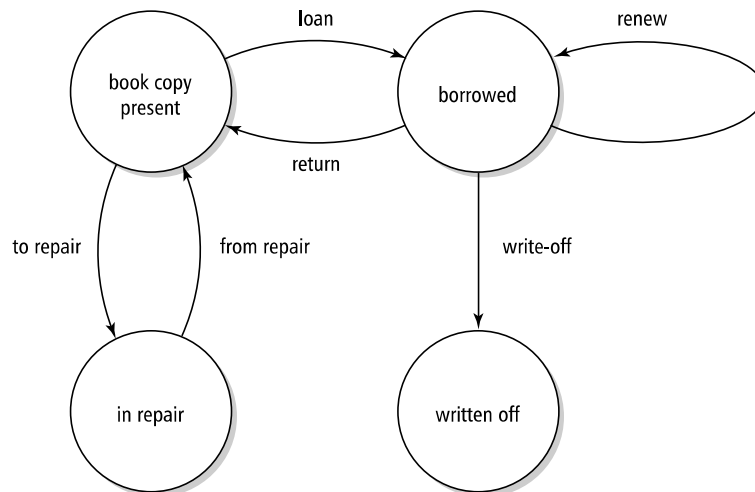 loan
renew
book copy
present
borrowed
return
to repair
from repair
write-off
in repair
written off